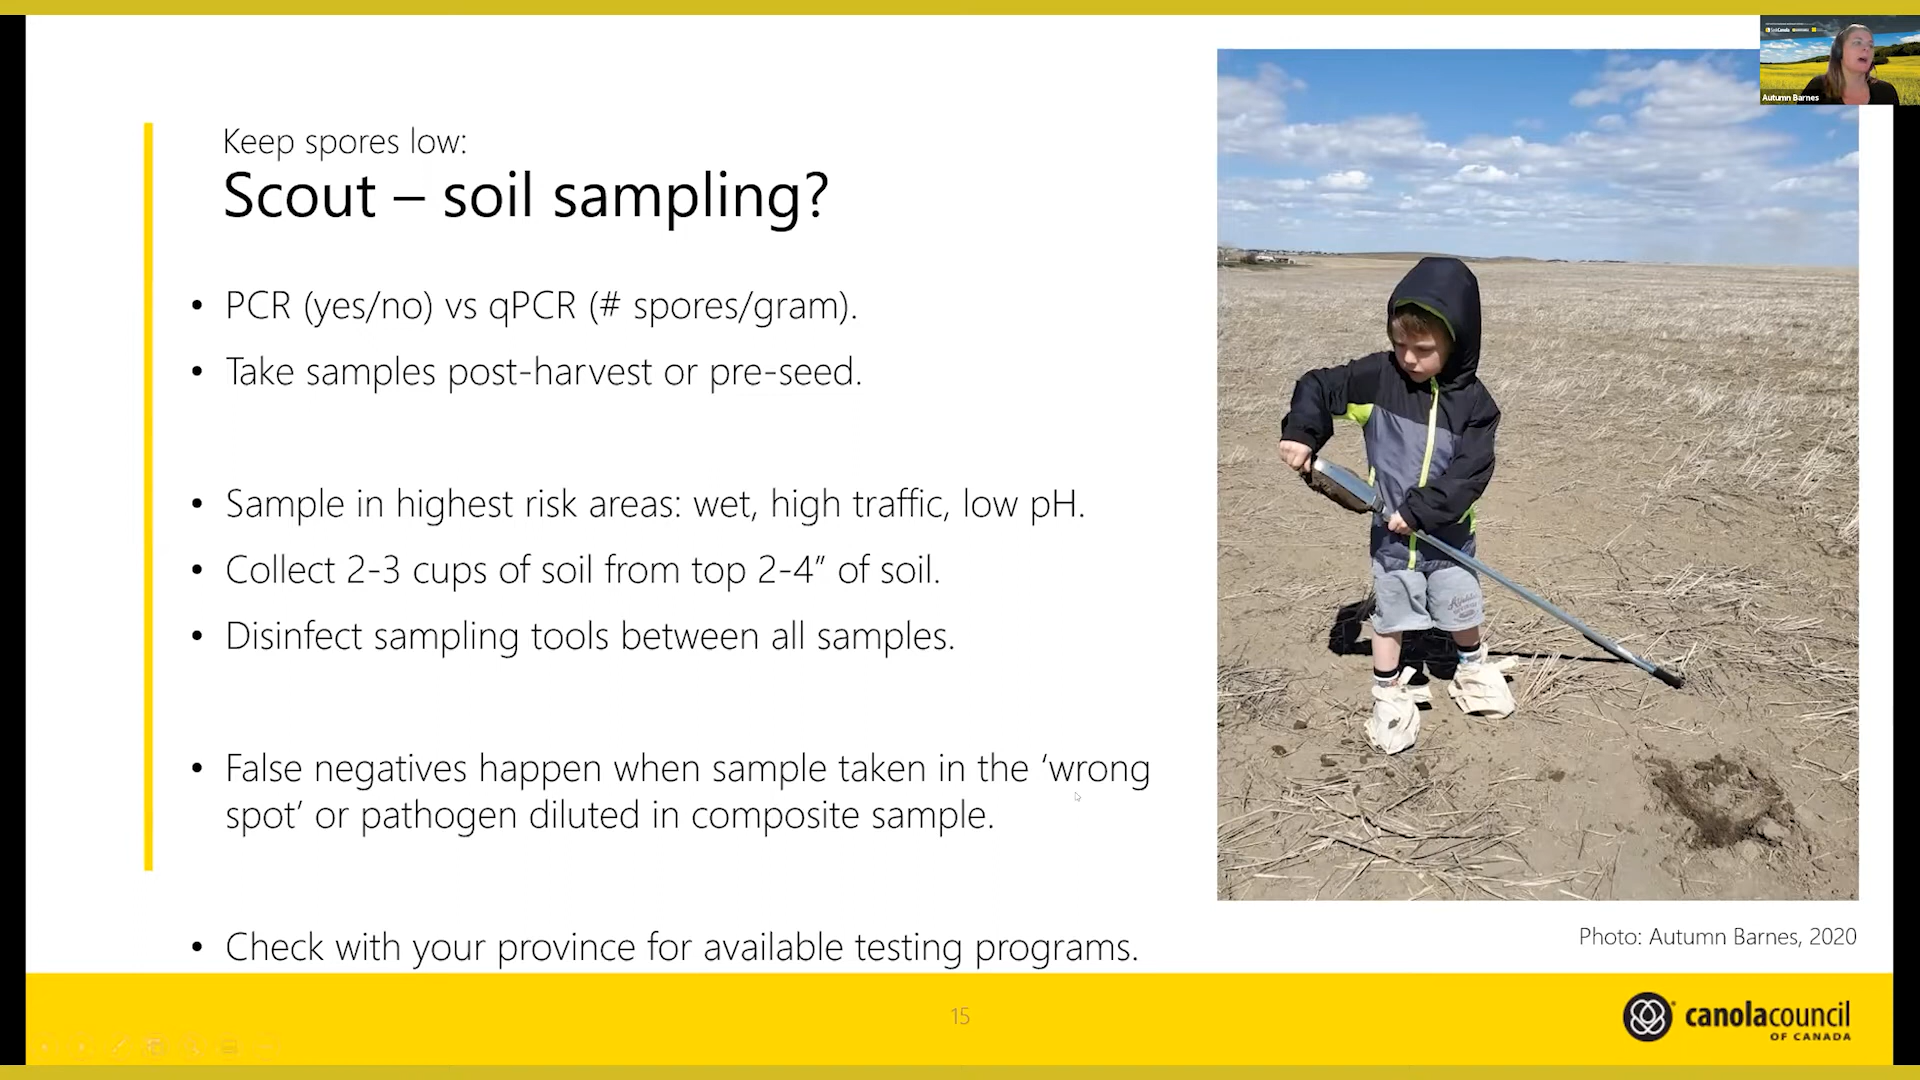 Autumn Barnes
Keep spores low:
Scout – soil sampling?
• PCR (yes/no) vs qPCR (# spores/gram).
• Take samples post-harvest or pre-seed.
• Sample in highest risk areas: wet, high traffic, low pH.
• Collect 2-3 cups of soil from top 2-4” of soil.
• Disinfect sampling tools between all samples.
• False negatives happen when sample taken in the ‘wrong
spot’ or pathogen diluted in composite sample.
• Check with your province for available testing programs.
Photo: Autumn Barnes, 2020
15
canolacouncil
OF CANADA